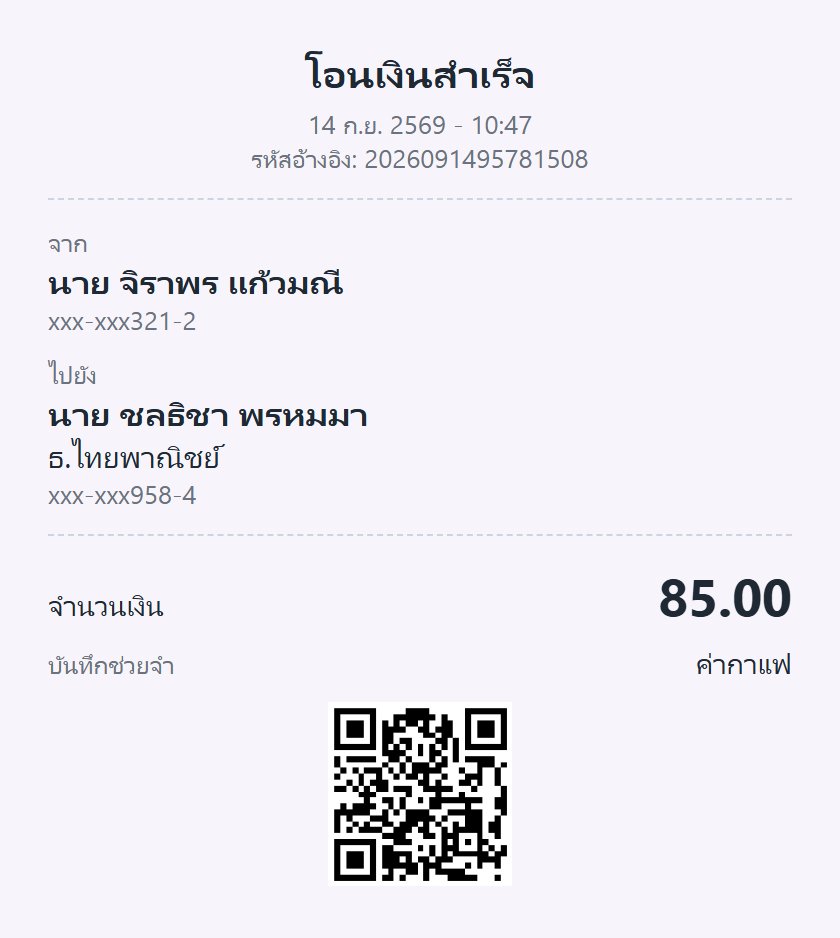 โอนเงินสำเร็จ
14 ก.ย. 2569 - 10:47
รหัสอ้างอิง: 2026091495781508
จาก
นาย จิราพร แก้วมณี
xxx-xxx321-2
ไปยัง
นาย ชลธิชา พรหมมา
ธ.ไทยพาณิชย์
xxx-xxx958-4
จำนวนเงิน 85.00
บันทึกช่วยจำ ค่ากาแฟ